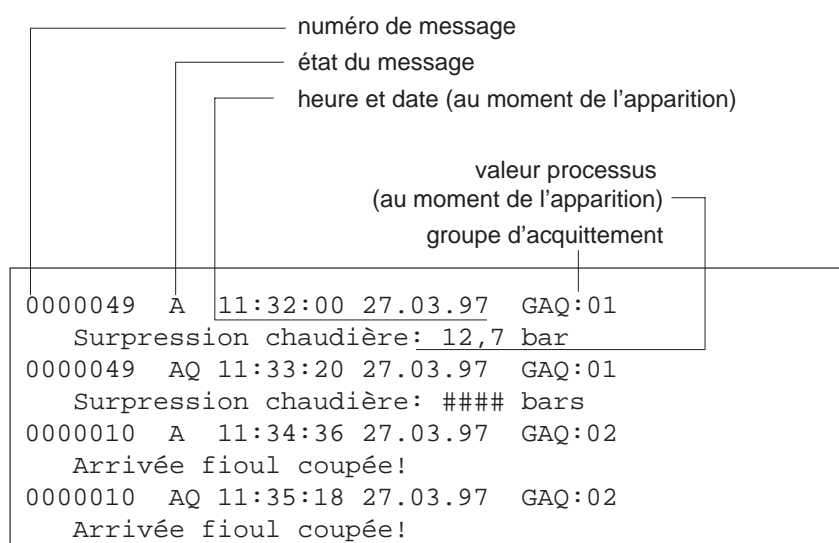 numéro de message
état du message
heure et date (au moment de l’apparition)
valeur processus
(au moment de l’apparition)
groupe d’acquittement
0000049 A 11:32:00 27.03.97 GAQ:01
Surpression chaudière: 12,7 bar
0000049 AQ 11:33:20 27.03.97 GAQ:01
Surpression chaudière: #### bars
0000010 A 11:34:36 27.03.97 GAQ:02
Arrivée fioul coupée!
0000010 AQ 11:35:18 27.03.97 GAQ:02
Arrivée fioul coupée!